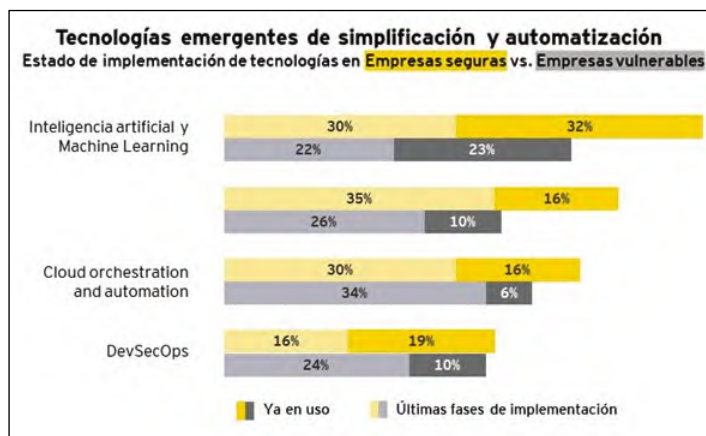 Tecnologías emergentes de simplificación y automatización
Estado de implementación de tecnologías en Empresas seguras vs. Empresas vulnerables
Inteligencia artificial y
Machine Learning
30% 32%
22% 23%
35% 16%
26% 10%
Cloud orchestration
and automation
30% 16%
34% 6%
DevSecOps
16% 19%
24% 10%
Ya en uso Últimas fases de implementación